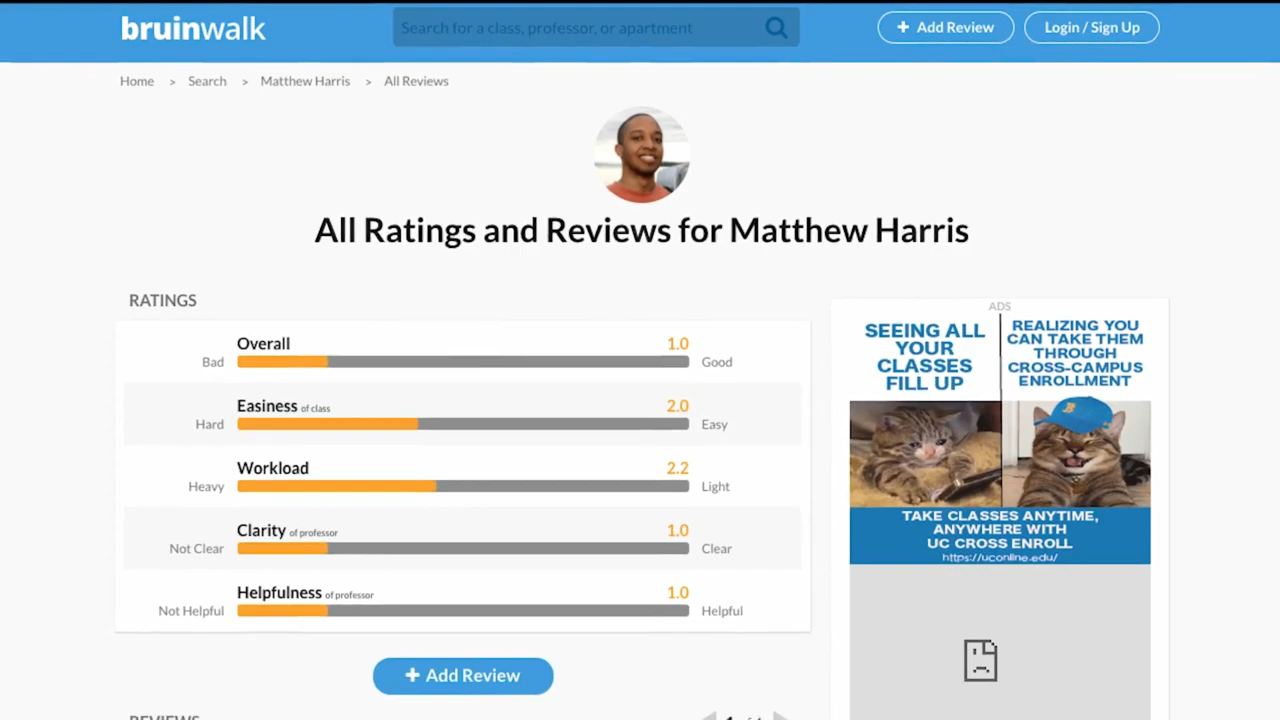 bruinwalk
Search for a class, professor, or apartment
+ Add Review
Login / Sign Up
Home > Search > Matthew Harris > All Reviews
All Ratings and Reviews for Matthew Harris
RATINGS
Overall 1.0
Bad Good
Easiness of class 2.0
Hard Easy
Workload 2.2
Heavy Light
Clarity of professor 1.0
Not Clear Clear
Helpfulness of professor 1.0
Not Helpful Helpful
+ Add Review
REVIEWS
ADS
SEEING ALL
YOUR
CLASSES
FILL UP
REALIZING YOU
CAN TAKE THEM
THROUGH
CROSS-CAMPUS
ENROLLMENT
TAKE CLASSES ANYTIME,
ANYWHERE WITH
UC CROSS ENROLL
https://uconline.edu/